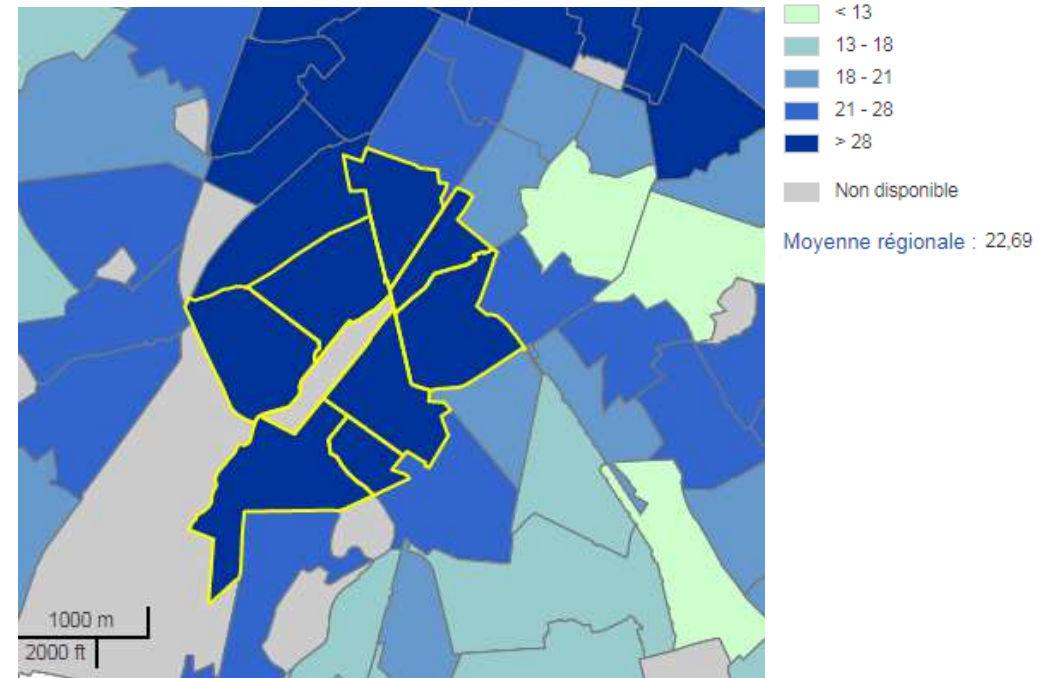 < 13
13 - 18
18 - 21
21 - 28
> 28
Non disponible
Moyenne régionale : 22,69
1000 m
2000 ft